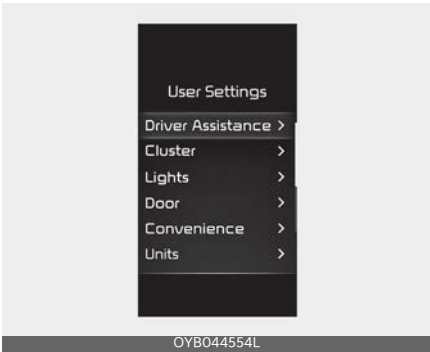 User Settings
Driver Assistance >
Cluster >
Lights >
Door >
Convenience >
Units >
OYB044554L